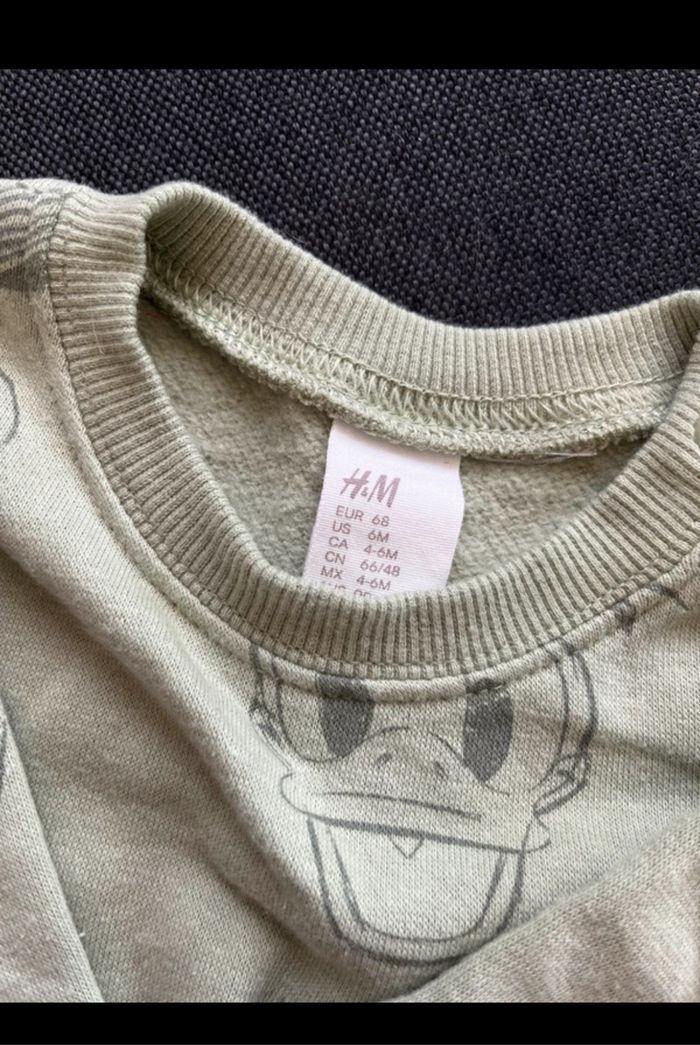 H&M
EUR 68
US 6M
CA 4-6M
CN 66/48
MX 4-6M